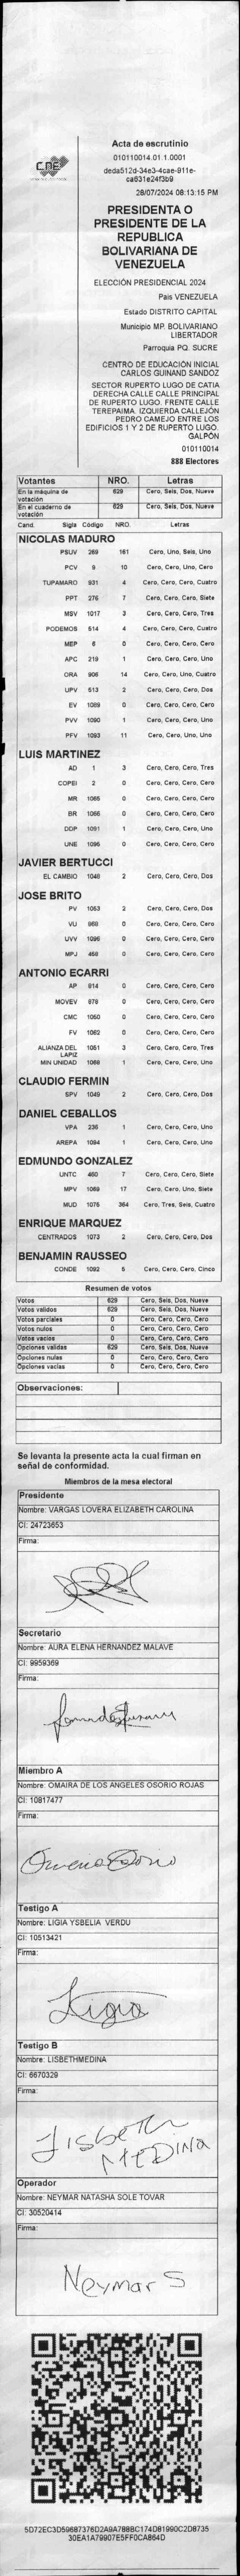 CNE
Acta de escrutinio
010110014.01.1.0001
deda512d-34e3-4cae-911e-
ca631e24f3b9
28/07/2024 08:13:15 PM
PRESIDENTA O
PRESIDENTE DE LA
REPUBLICA
BOLIVARIANA DE
VENEZUELA
ELECCIÓN PRESIDENCIAL 2024
País VENEZUELA
Estado DISTRITO CAPITAL
Municipio MP. BOLIVARIANO
LIBERTADOR
Parroquia PQ. SUCRE
CENTRO DE EDUCACIÓN INICIAL
CARLOS GUINAND SANDOZ
SECTOR RUPERTO LUGO DE CATIA
DERECHA CALLE CALLE PRINCIPAL
DE RUPERTO LUGO. FRENTE CALLE
TEREPAIMA. IZQUIERDA CALLEJÓN
PEDRO CAMEJO ENTRE LOS
EDIFICIOS 1 Y 2 DE RUPERTO LUGO.
GALPÓN
010110014
888 Electores
Votantes NRO. Letras
En la máquina de votación 629 Cero, Seis, Dos, Nueve
En el cuaderno de votación 629 Cero, Seis, Dos, Nueve
Cand. Sigla Código NRO. Letras
NICOLAS MADURO
PSUV 269 161 Cero, Uno, Seis, Uno
PCV 9 10 Cero, Cero, Uno, Cero
TUPAMARO 931 4 Cero, Cero, Cero, Cuatro
PPT 276 7 Cero, Cero, Cero, Siete
MSV 1017 3 Cero, Cero, Cero, Tres
PODEMOS 514 4 Cero, Cero, Cero, Cuatro
MEP 6 0 Cero, Cero, Cero, Cero
APC 219 1 Cero, Cero, Cero, Uno
ORA 906 14 Cero, Cero, Uno, Cuatro
UPV 513 2 Cero, Cero, Cero, Dos
EV 1089 0 Cero, Cero, Cero, Cero
PVV 1090 1 Cero, Cero, Cero, Uno
PFV 1093 11 Cero, Cero, Uno, Uno
LUIS MARTINEZ
AD 1 3 Cero, Cero, Cero, Tres
COPEI 2 0 Cero, Cero, Cero, Cero
MR 1065 0 Cero, Cero, Cero, Cero
BR 1066 0 Cero, Cero, Cero, Cero
DDP 1091 1 Cero, Cero, Cero, Uno
UNE 1096 0 Cero, Cero, Cero, Cero
JAVIER BERTUCCI
EL CAMBIO 1048 2 Cero, Cero, Cero, Dos
JOSE BRITO
PV 1053 2 Cero, Cero, Cero, Dos
VU 968 0 Cero, Cero, Cero, Cero
UVV 1095 0 Cero, Cero, Cero, Cero
MPJ 458 0 Cero, Cero, Cero, Cero
ANTONIO ECARRI
AP 914 0 Cero, Cero, Cero, Cero
MOVEV 878 0 Cero, Cero, Cero, Cero
CMC 1050 0 Cero, Cero, Cero, Cero
FV 1062 0 Cero, Cero, Cero, Cero
ALIANZA DEL LAPIZ 1051 3 Cero, Cero, Cero, Tres
MIN UNIDAD 1068 1 Cero, Cero, Cero, Uno
CLAUDIO FERMIN
SPV 1049 2 Cero, Cero, Cero, Dos
DANIEL CEBALLOS
VPA 236 1 Cero, Cero, Cero, Uno
AREPA 1094 1 Cero, Cero, Cero, Uno
EDMUNDO GONZALEZ
UNTC 460 7 Cero, Cero, Cero, Siete
MPV 1069 17 Cero, Cero, Uno, Siete
MUD 1075 364 Cero, Tres, Seis, Cuatro
ENRIQUE MARQUEZ
CENTRADOS 1073 2 Cero, Cero, Cero, Dos
BENJAMIN RAUSSEO
CONDE 1092 5 Cero, Cero, Cero, Cinco
Resumen de votos
Votos 629 Cero, Seis, Dos, Nueve
Votos válidos 629 Cero, Seis, Dos, Nueve
Votos parciales 0 Cero, Cero, Cero, Cero
Votos nulos 0 Cero, Cero, Cero, Cero
Votos vacíos 0 Cero, Cero, Cero, Cero
Opciones válidas 629 Cero, Seis, Dos, Nueve
Opciones nulas 0 Cero, Cero, Cero, Cero
Opciones vacías 0 Cero, Cero, Cero, Cero
Observaciones:
Se levanta la presente acta la cual firman en
señal de conformidad.
Miembros de la mesa electoral
Presidente
Nombre: VARGAS LOVERA ELIZABETH CAROLINA
CI: 24723653
Firma:
Secretario
Nombre: AURA ELENA HERNANDEZ MALAVE
CI: 9959369
Firma:
Miembro A
Nombre: OMAIRA DE LOS ANGELES OSORIO ROJAS
CI: 10817477
Firma:
Testigo A
Nombre: LIGIA YSBELIA VERDU
CI: 10513421
Firma:
Ligia
Testigo B
Nombre: LISBETHMEDINA
CI: 6670329
Firma:
Lisbeth
MEDINA
Operador
Nombre: NEYMAR NATASHA SOLE TOVAR
CI: 30520414
Firma:
Neymar S
5D72EC3D59687376D2A9A788BC174D81990C2D8735
30EA1A79907E5FF0CA864D